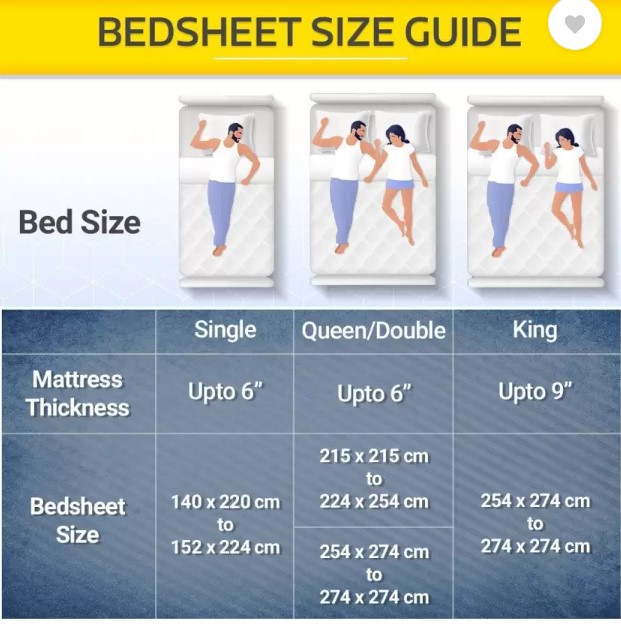 BEDSHEET SIZE GUIDE
Bed Size
Single
Queen/Double
King
Mattress
Thickness
Upto 6”
Upto 6”
Upto 9”
Bedsheet
Size
140 x 220 cm
to
152 x 224 cm
215 x 215 cm
to
224 x 254 cm
254 x 274 cm
to
274 x 274 cm
254 x 274 cm
to
274 x 274 cm